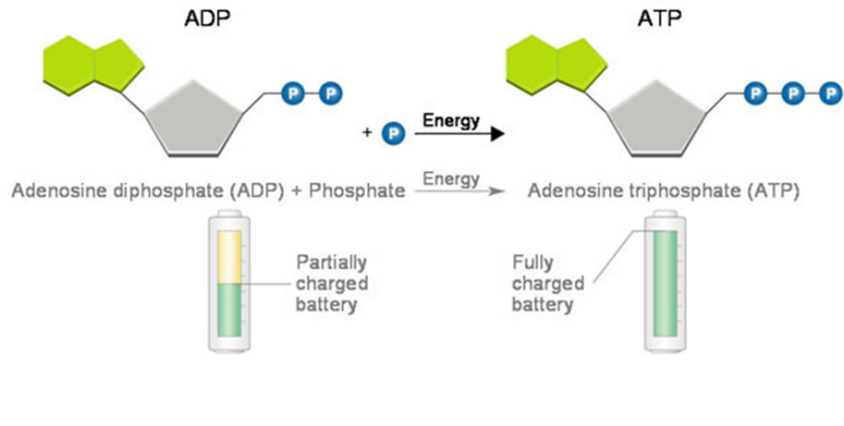 ADP
ATP
P P
P P P
+ P
Energy
Adenosine diphosphate (ADP) + Phosphate
Energy
Adenosine triphosphate (ATP)
Partially
charged
battery
Fully
charged
battery